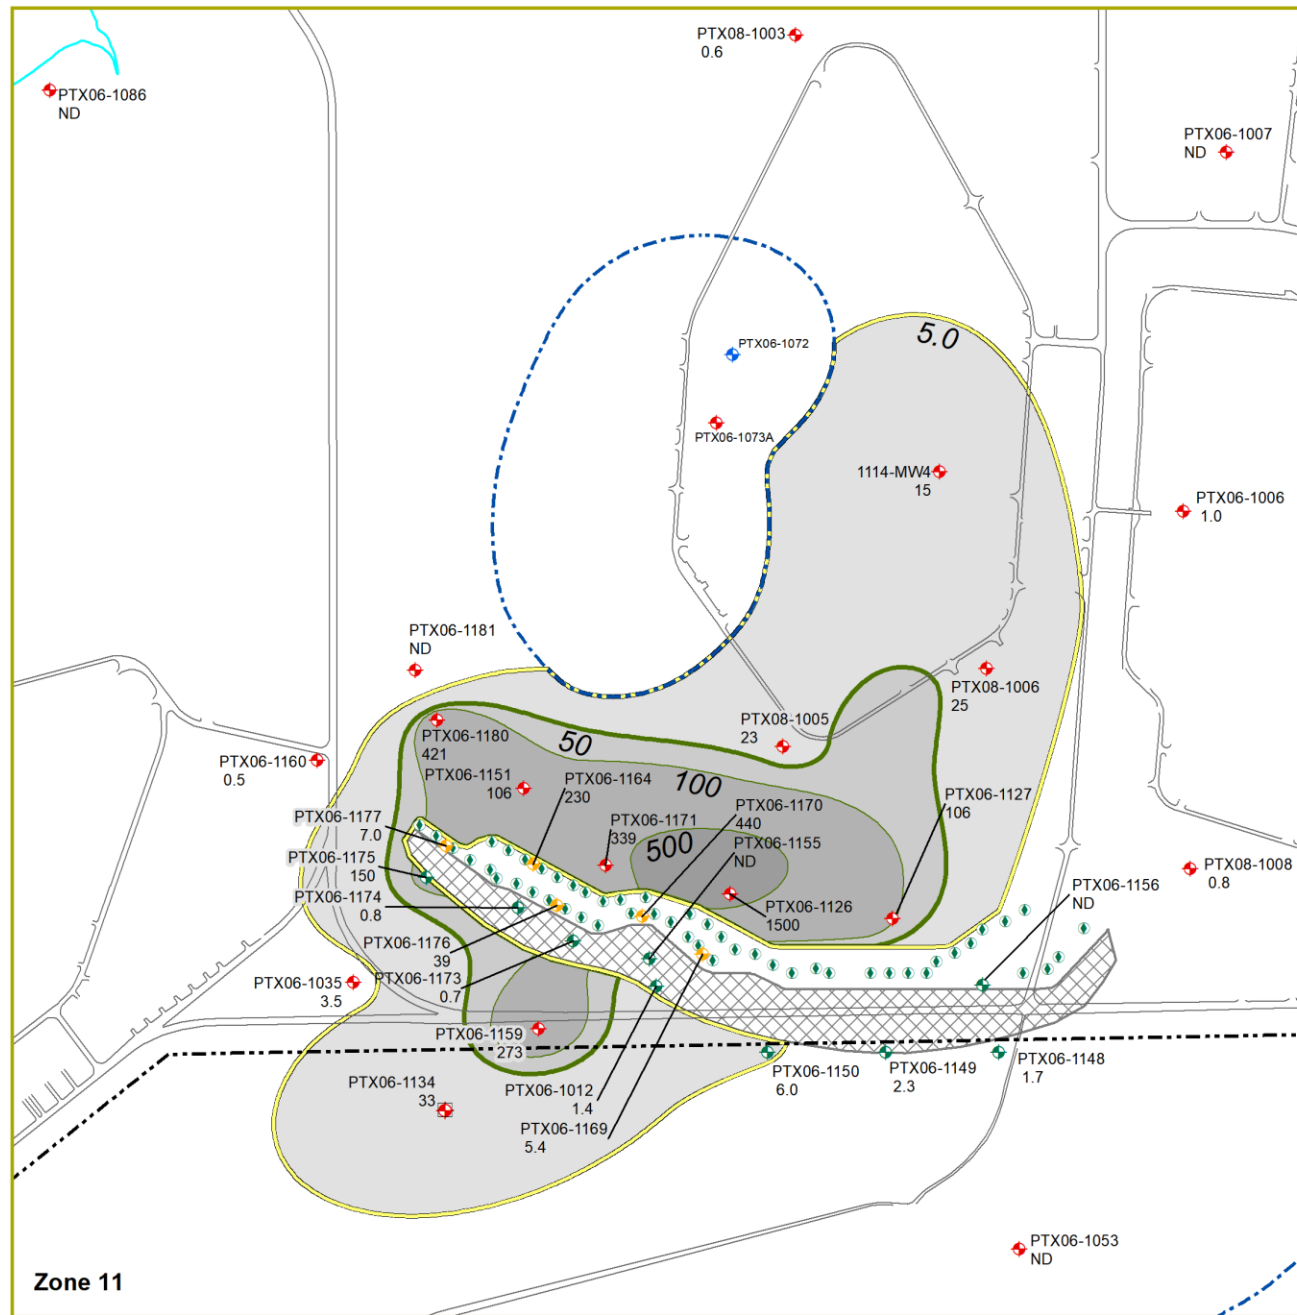 PTX08-1003
0.6
PTX06-1086
ND
PTX06-1007
ND
5.0
PTX06-1072
PTX06-1073A
1114-MW4
15
PTX06-1006
1.0
PTX06-1181
ND
PTX08-1006
25
PTX08-1005
23
PTX06-1180
421
50
PTX06-1160
0.5
PTX06-1151
106
PTX06-1164
230
100
PTX06-1170
440
PTX06-1127
106
PTX06-1177
7.0
PTX06-1171
339
PTX06-1155
ND
500
PTX06-1175
150
PTX08-1008
0.8
PTX06-1174
0.8
PTX06-1156
ND
PTX06-1126
1500
PTX06-1176
39
PTX06-1173
0.7
PTX06-1035
3.5
PTX06-1159
273
PTX06-1150
6.0
PTX06-1149
2.3
PTX06-1148
1.7
PTX06-1134
33
PTX06-1012
1.4
PTX06-1169
5.4
PTX06-1053
ND
Zone 11